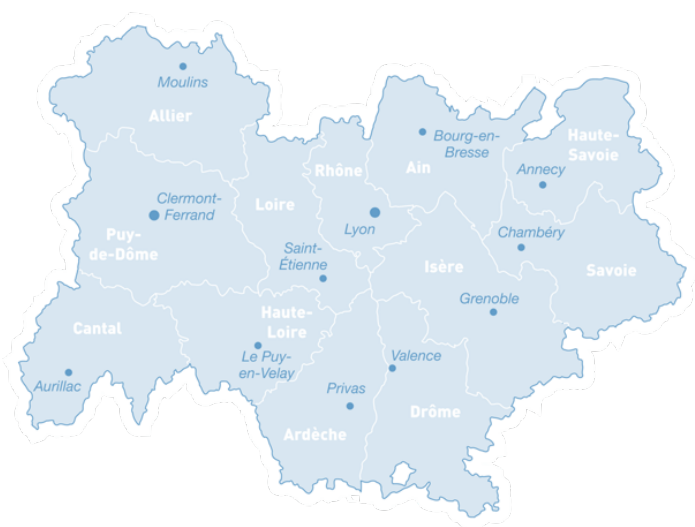 Moulins
Allier
Bourg-en-
Bresse
Haute-
Savoie
Rhône
Ain
Annecy
Clermont-
Ferrand
Loire
Lyon
Chambéry
Puy-
de-Dôme
Saint-
Étienne
Isère
Savoie
Grenoble
Cantal
Haute-
Loire
Le Puy-
en-Velay
Valence
Aurillac
Privas
Ardèche
Drôme